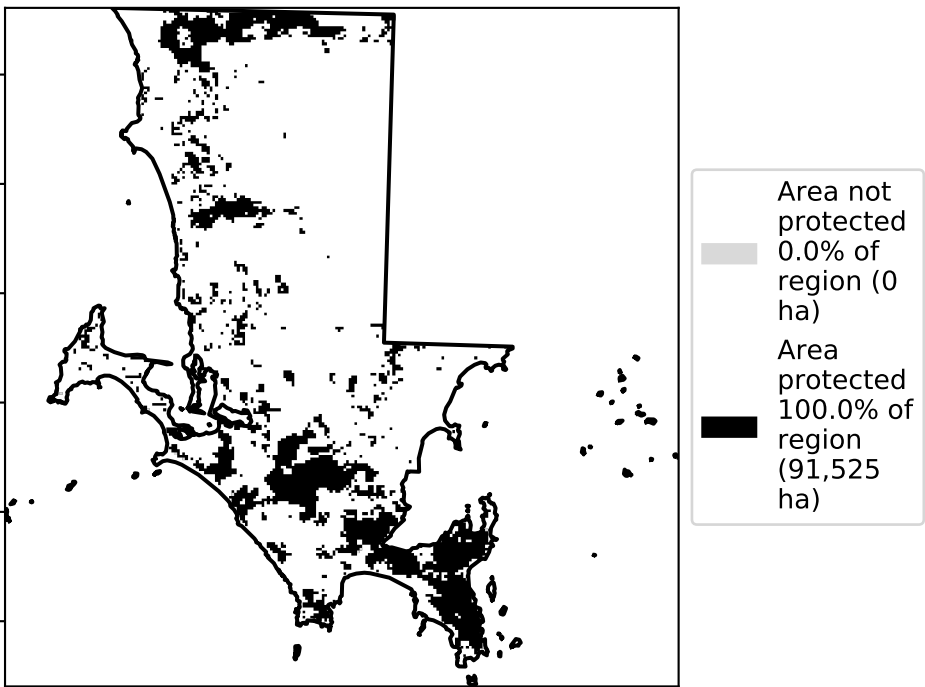 Area not
protected
0.0% of
region (0
ha)
Area
protected
100.0% of
region
(91,525
ha)